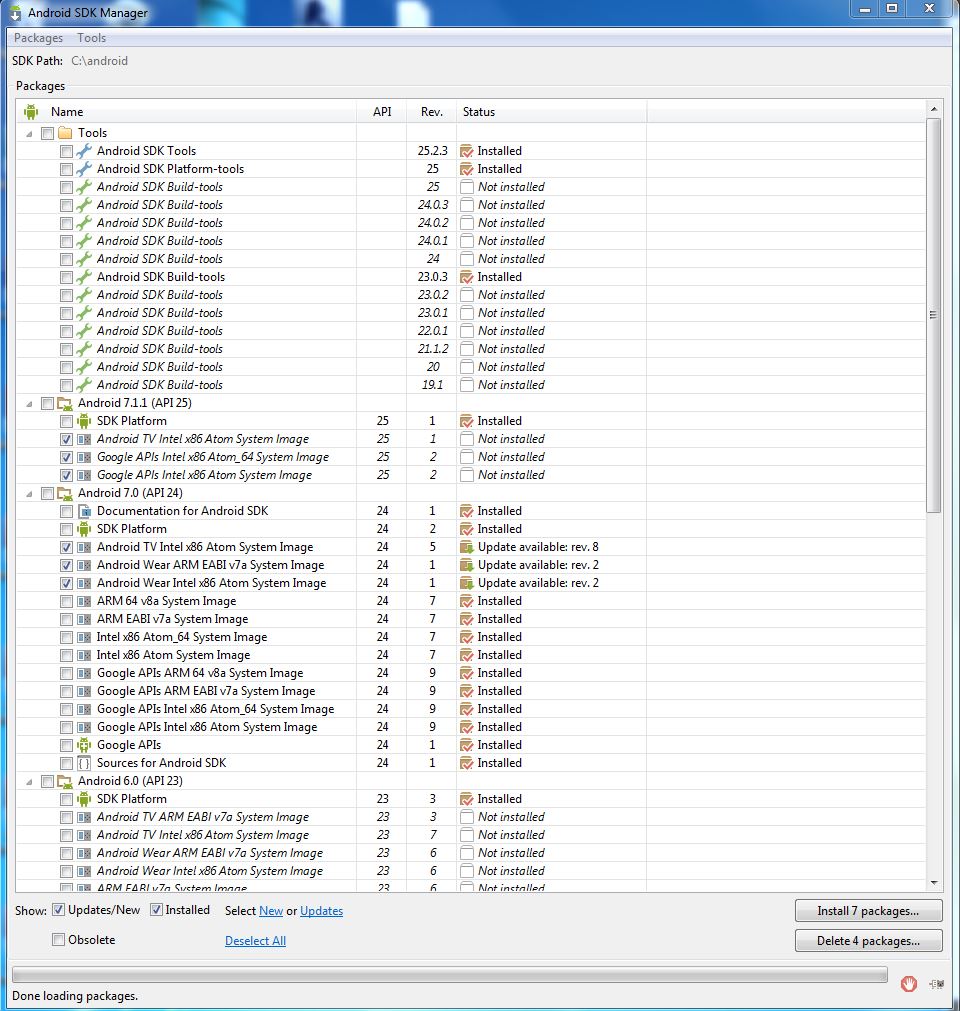 Android SDK Manager
Packages Tools
SDK Path: C:\android
Packages
Name API Rev. Status
Tools
Android SDK Tools 25.2.3 Installed
Android SDK Platform-tools 25 Installed
Android SDK Build-tools 25 Not installed
Android SDK Build-tools 24.0.3 Not installed
Android SDK Build-tools 24.0.2 Not installed
Android SDK Build-tools 24.0.1 Not installed
Android SDK Build-tools 24 Not installed
Android SDK Build-tools 23.0.3 Installed
Android SDK Build-tools 23.0.2 Not installed
Android SDK Build-tools 23.0.1 Not installed
Android SDK Build-tools 22.0.1 Not installed
Android SDK Build-tools 21.1.2 Not installed
Android SDK Build-tools 20 Not installed
Android SDK Build-tools 19.1 Not installed
Android 7.1.1 (API 25)
SDK Platform 25 1 Installed
Android TV Intel x86 Atom System Image 25 1 Not installed
Google APIs Intel x86 Atom_64 System Image 25 2 Not installed
Google APIs Intel x86 Atom System Image 25 2 Not installed
Android 7.0 (API 24)
Documentation for Android SDK 24 1 Installed
SDK Platform 24 2 Installed
Android TV Intel x86 Atom System Image 24 5 Update available: rev. 8
Android Wear ARM EABI v7a System Image 24 1 Update available: rev. 2
Android Wear Intel x86 Atom System Image 24 1 Update available: rev. 2
ARM 64 v8a System Image 24 7 Installed
ARM EABI v7a System Image 24 7 Installed
Intel x86 Atom_64 System Image 24 7 Installed
Intel x86 Atom System Image 24 7 Installed
Google APIs ARM 64 v8a System Image 24 9 Installed
Google APIs ARM EABI v7a System Image 24 9 Installed
Google APIs Intel x86 Atom_64 System Image 24 9 Installed
Google APIs Intel x86 Atom System Image 24 9 Installed
Google APIs 24 1 Installed
Sources for Android SDK 24 1 Installed
Android 6.0 (API 23)
SDK Platform 23 3 Installed
Android TV ARM EABI v7a System Image 23 3 Not installed
Android TV Intel x86 Atom System Image 23 7 Not installed
Android Wear ARM EABI v7a System Image 23 6 Not installed
Android Wear Intel x86 Atom System Image 23 6 Not installed
ARM EABI v7a System Image 23 6 Not installed
Show: Updates/New Installed Select New or Updates Install 7 packages...
Obsolete Deselect All Delete 4 packages...
Done loading packages.